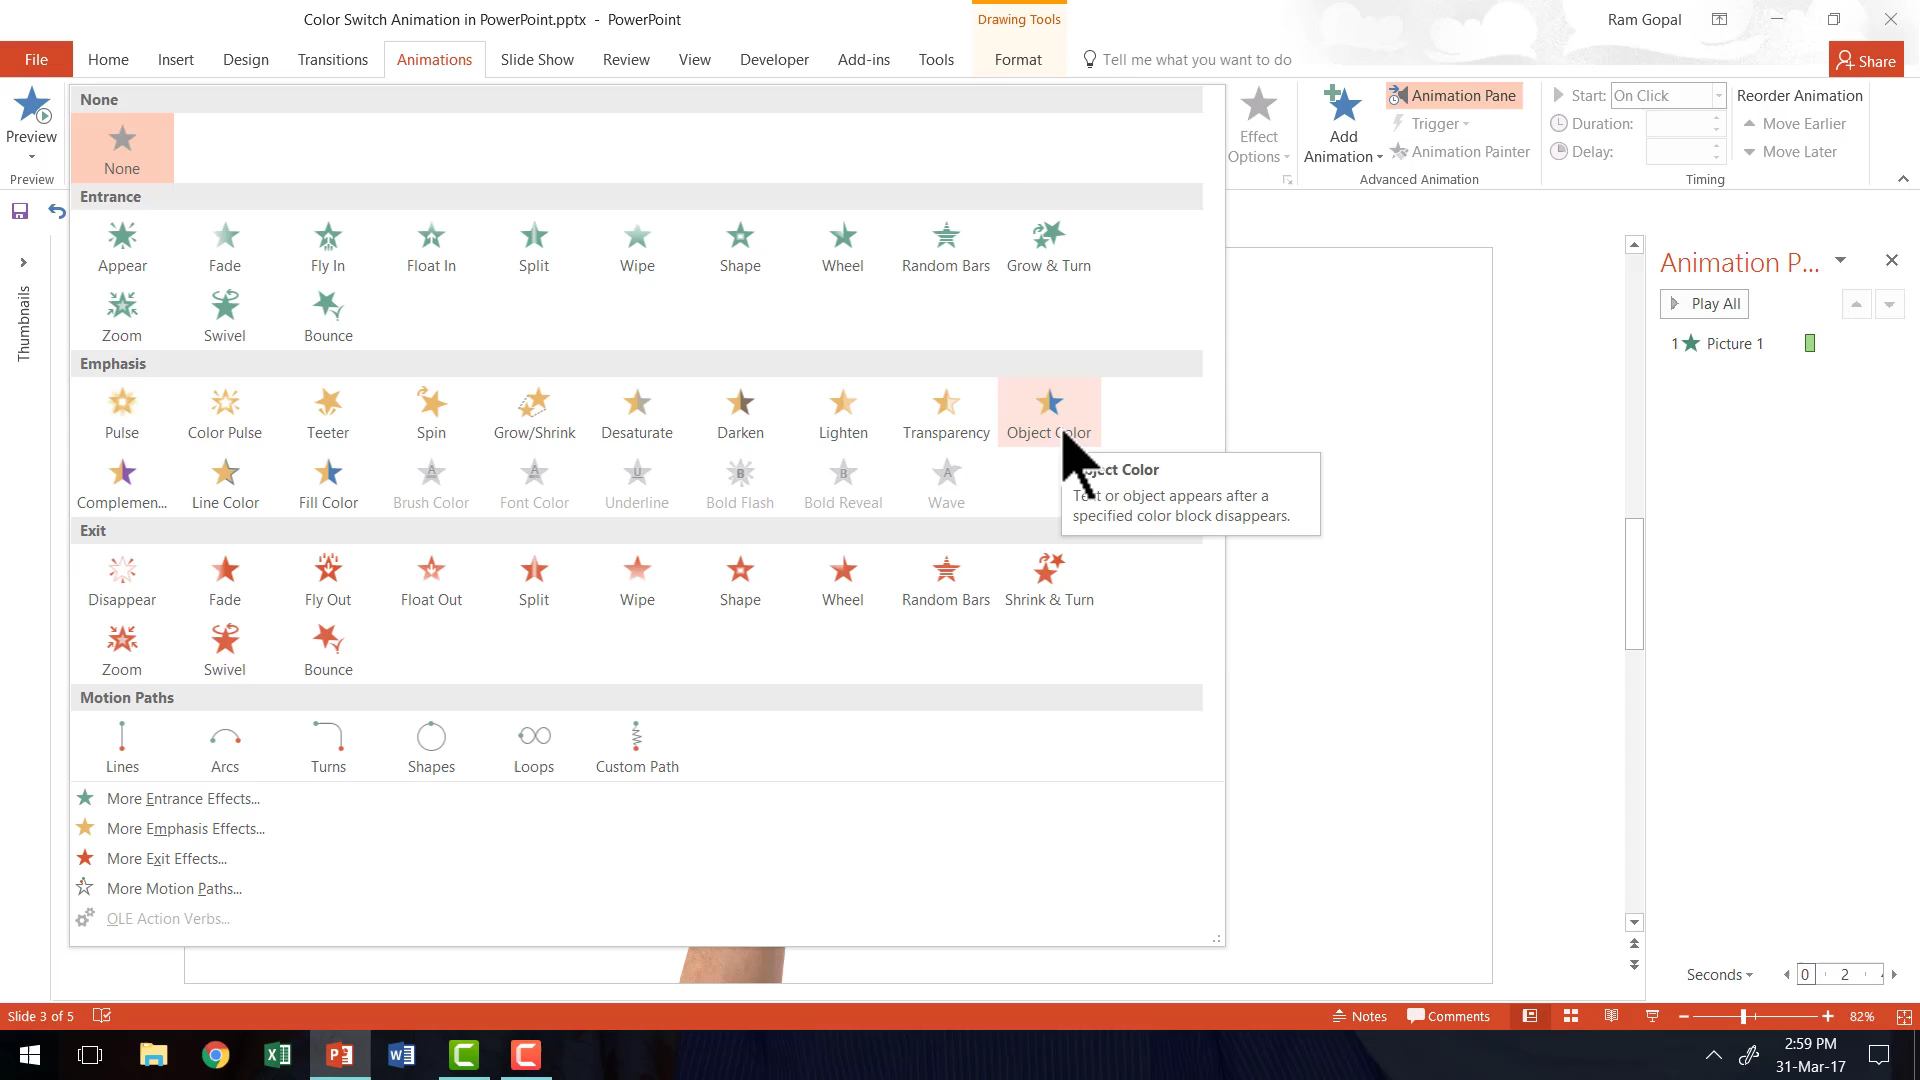 Color Switch Animation in PowerPoint.pptx - PowerPoint
Drawing Tools
Ram Gopal
File Home Insert Design Transitions Animations Slide Show Review View Developer Add-ins Tools Format Tell me what you want to do Share
Preview
Preview
None
None
Entrance
Appear Fade Fly In Float In Split Wipe Shape Wheel Random Bars Grow & Turn
Zoom Swivel Bounce
Emphasis
Pulse Color Pulse Teeter Spin Grow/Shrink Desaturate Darken Lighten Transparency Object Color
Complemen... Line Color Fill Color Brush Color Font Color Underline Bold Flash Bold Reveal Wave
Object Color
Text or object appears after a
specified color block disappears.
Exit
Disappear Fade Fly Out Float Out Split Wipe Shape Wheel Random Bars Shrink & Turn
Zoom Swivel Bounce
Motion Paths
Lines Arcs Turns Shapes Loops Custom Path
More Entrance Effects...
More Emphasis Effects...
More Exit Effects...
More Motion Paths...
OLE Action Verbs...
Effect
Options
Add
Animation
Animation Pane
Trigger
Animation Painter
Advanced Animation
Start: On Click
Duration:
Delay:
Reorder Animation
Move Earlier
Move Later
Timing
Thumbnails
Animation P...
Play All
1 Picture 1
Seconds 0 2
Slide 3 of 5
Notes Comments 82%
2:59 PM
31-Mar-17